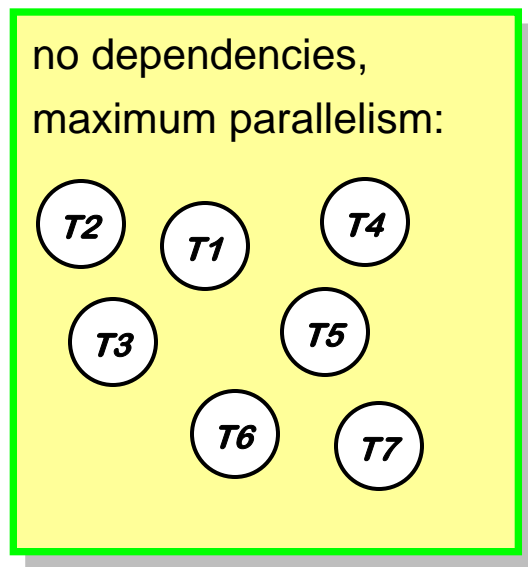 no dependencies,
maximum parallelism:
T2
T1
T4
T3
T5
T6
T7